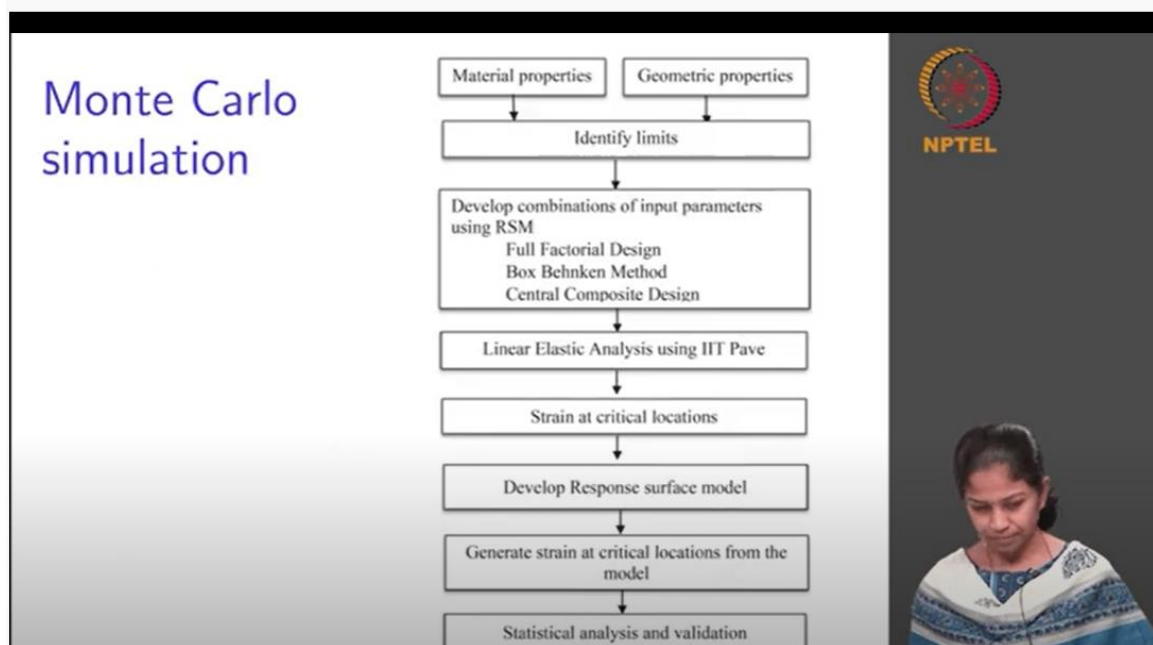 Monte Carlo
simulation
Material properties
Geometric properties
Identify limits
Develop combinations of input parameters
using RSM
Full Factorial Design
Box Behnken Method
Central Composite Design
Linear Elastic Analysis using IIT Pave
Strain at critical locations
Develop Response surface model
Generate strain at critical locations from the
model
Statistical analysis and validation
NPTEL